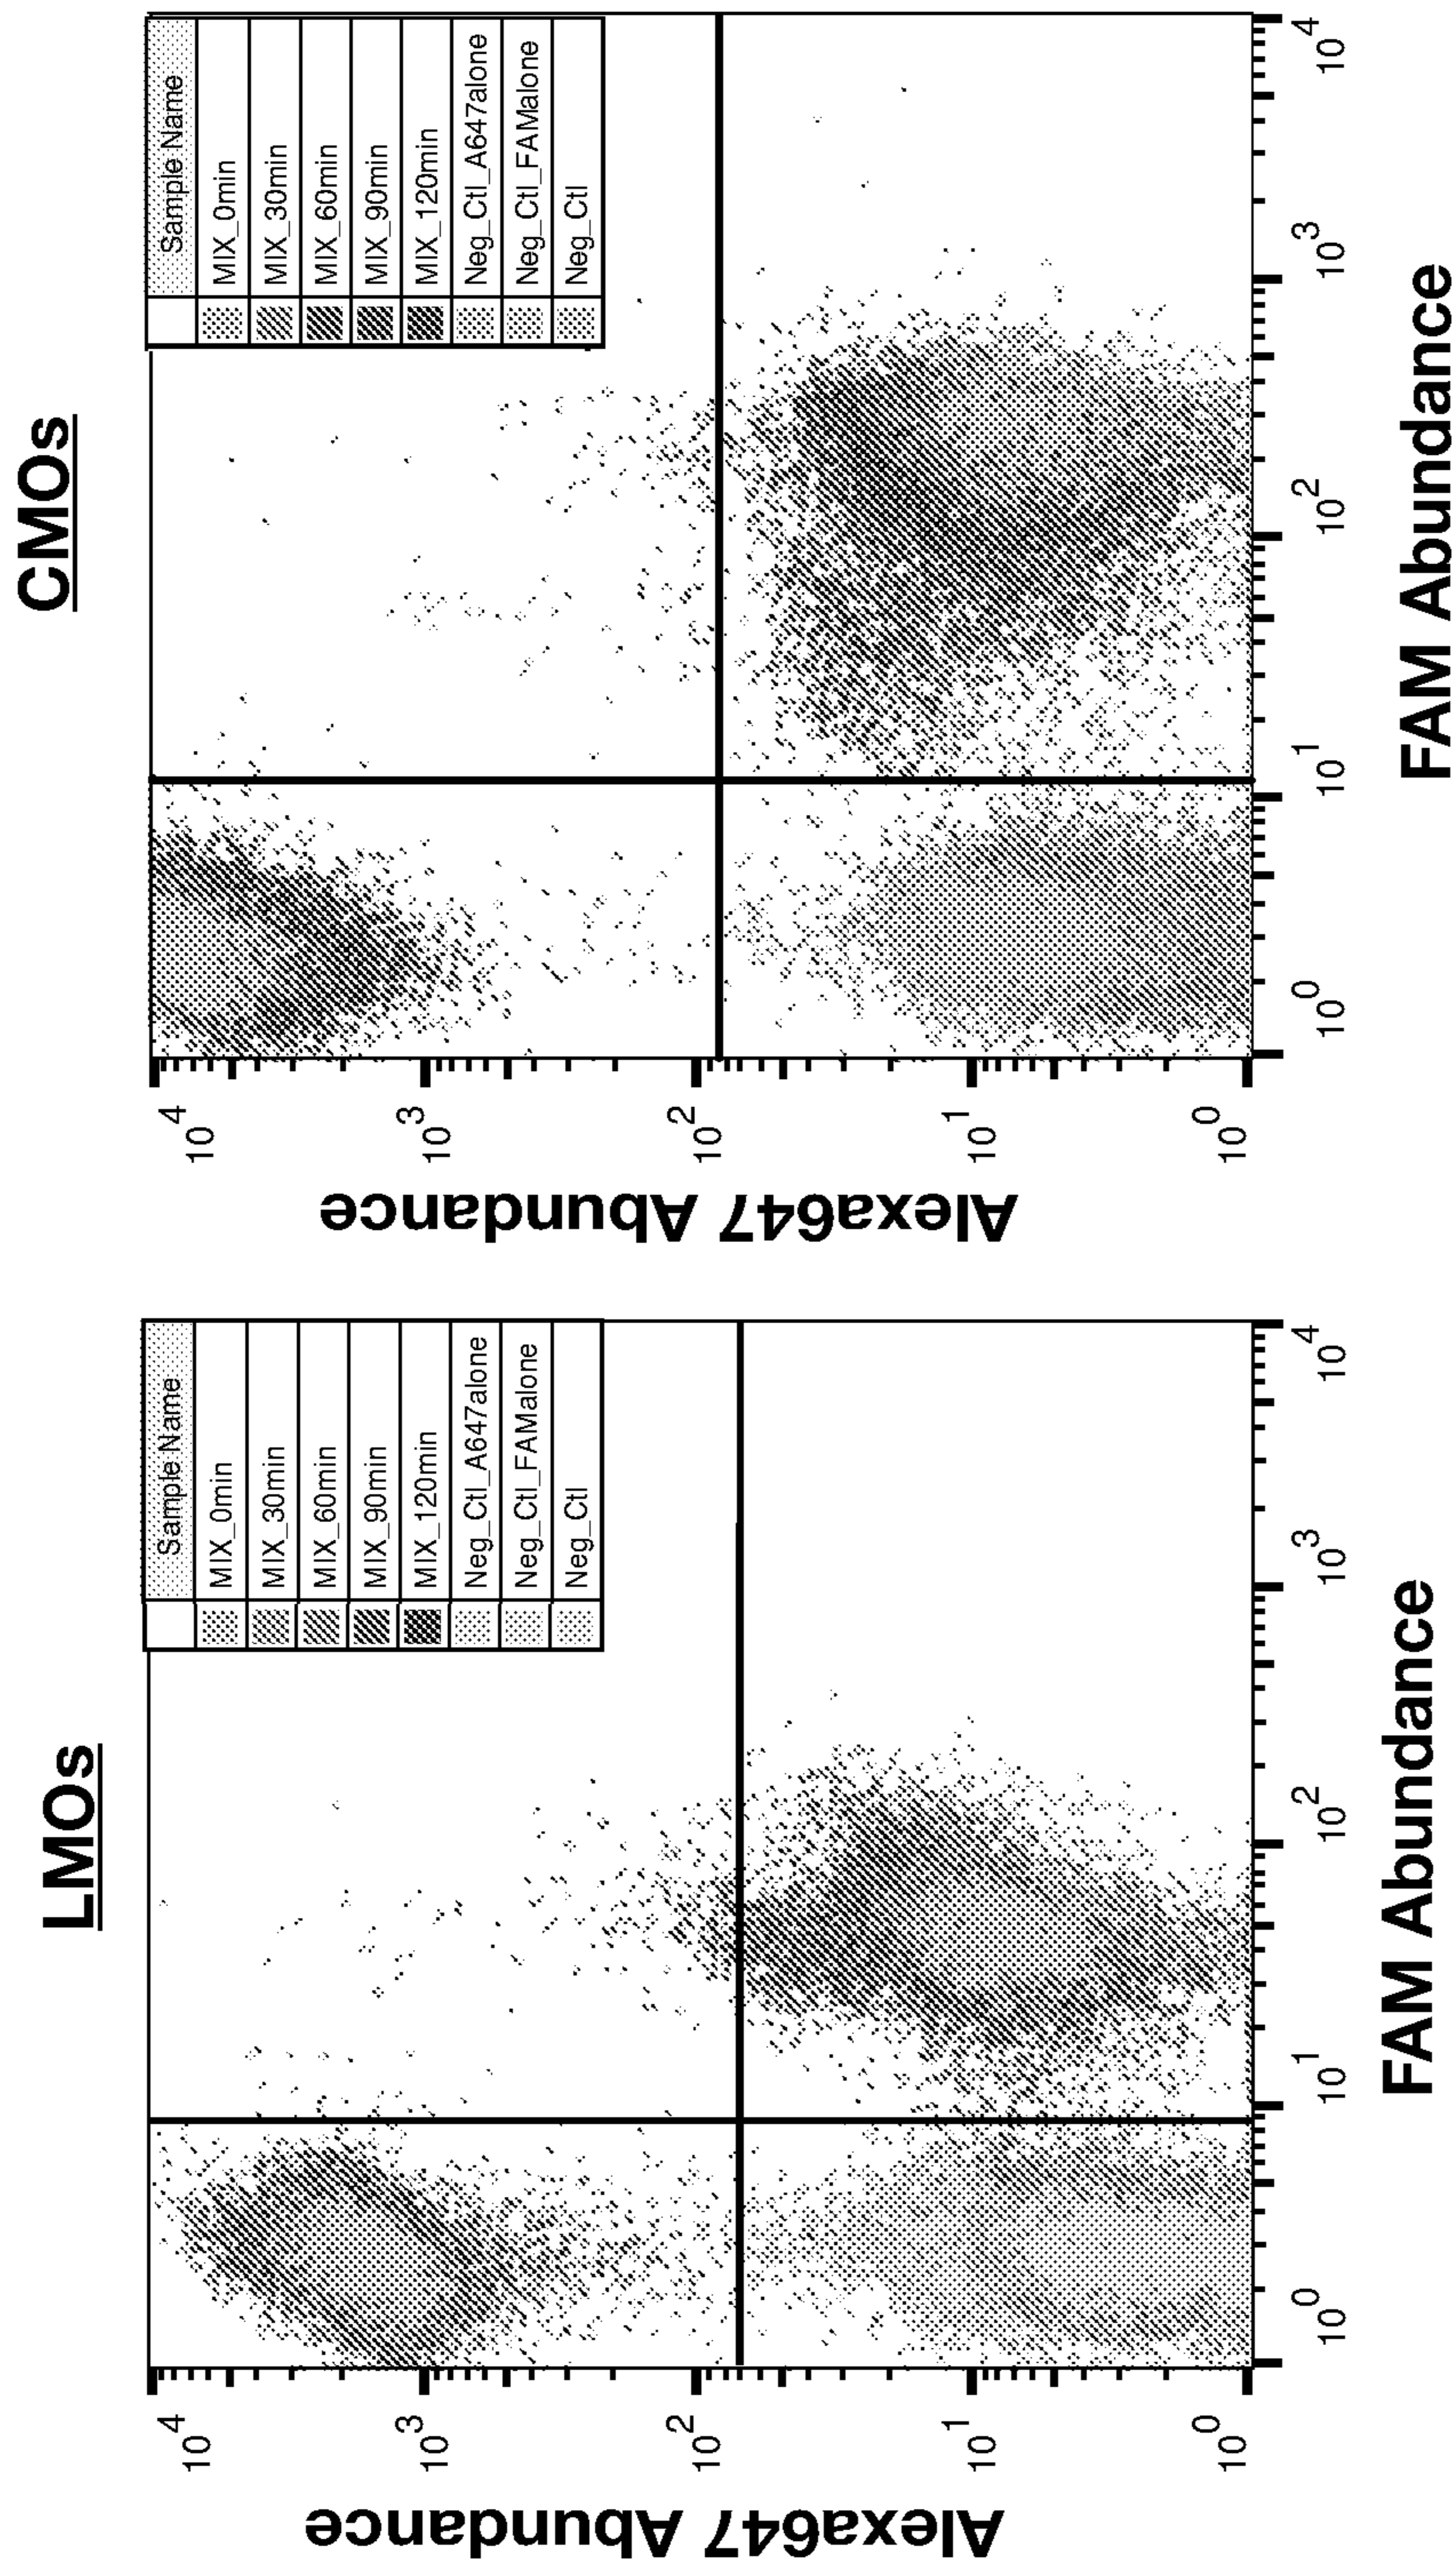 LMOs
Alexa647 Abundance
10^4
10^3
10^2
10^1
10^0
Sample Name
MIX_0min
MIX_30min
MIX_60min
MIX_90min
MIX_120min
Neg_Ctl_A647alone
Neg_Ctl_FAMalone
Neg_Ctl
10^0 10^1 10^2 10^3 10^4
FAM Abundance
CMOs
Alexa647 Abundance
10^4
10^3
10^2
10^1
10^0
Sample Name
MIX_0min
MIX_30min
MIX_60min
MIX_90min
MIX_120min
Neg_Ctl_A647alone
Neg_Ctl_FAMalone
Neg_Ctl
10^0 10^1 10^2 10^3 10^4
FAM Abundance